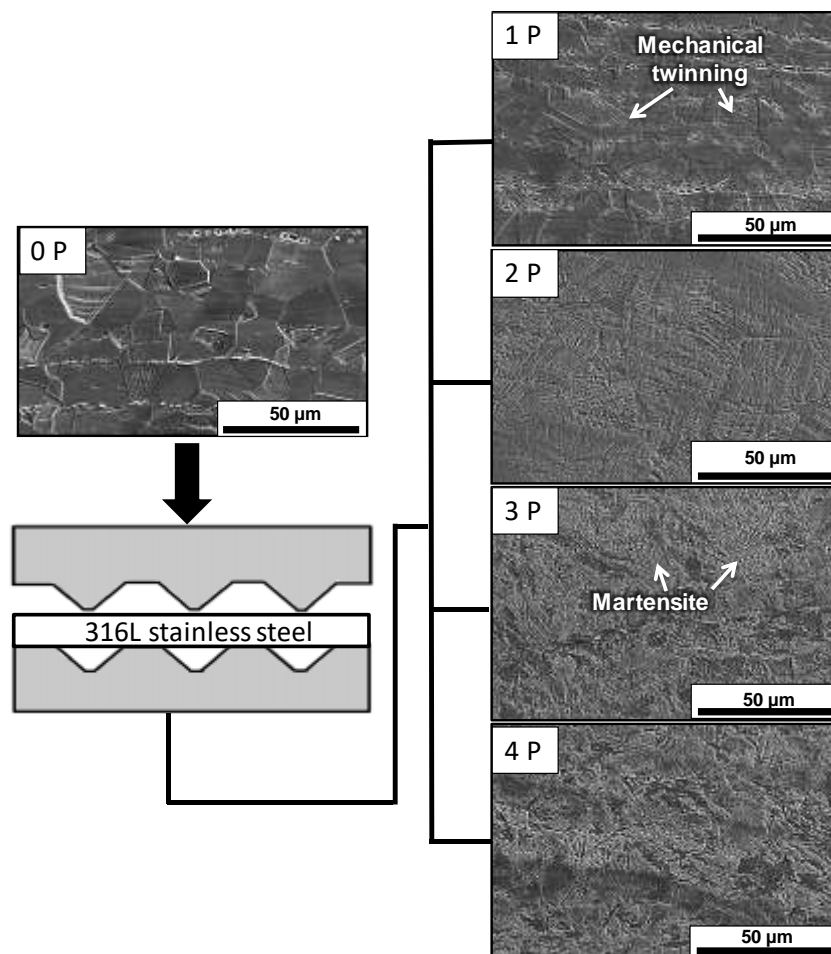 0 P
50 µm
316L stainless steel
1 P
Mechanical
twinning
50 µm
2 P
50 µm
3 P
Martensite
50 µm
4 P
50 µm